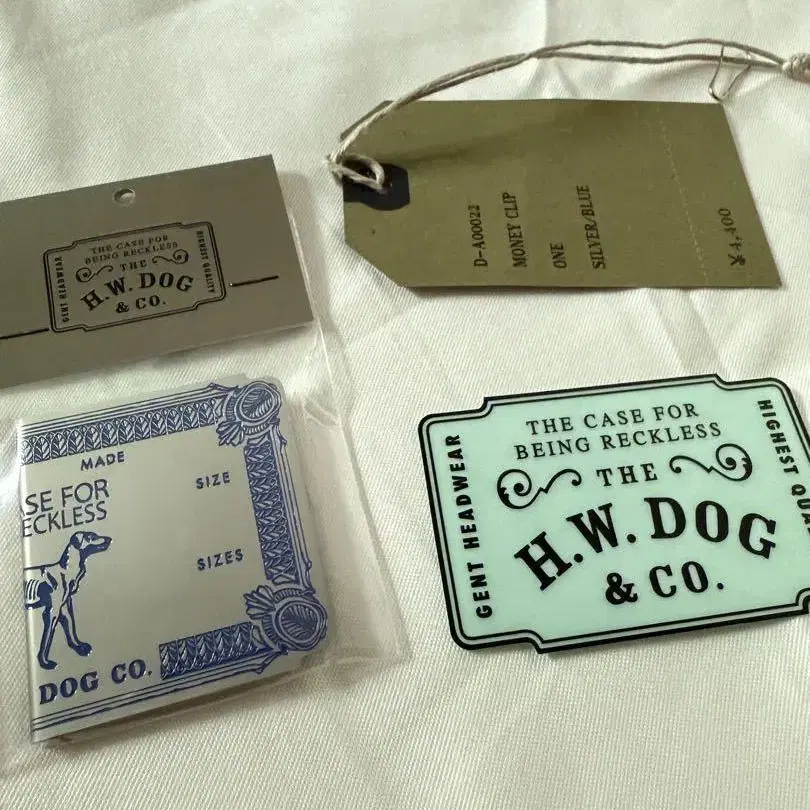 THE CASE FOR
BEING RECKLESS
THE
H.W. DOG
& CO.
GENT HEADWEAR
HIGHEST QUALITY
D-A00022
MONEY CLIP
ONE
SILVER/BLUE
¥4,400
MADE
SE FOR
ECKLESS
SIZE
SIZES
DOG CO.
THE CASE FOR
BEING RECKLESS
THE
H.W. DOG
& CO.
GENT HEADWEAR
HIGHEST QUA